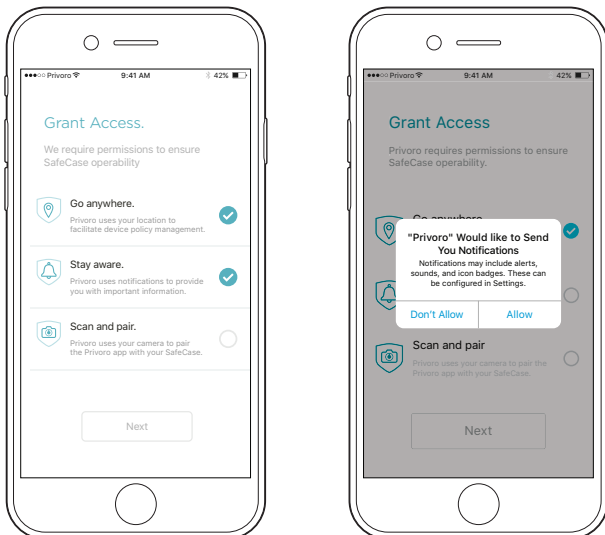 Privoro
9:41 AM
42%
Grant Access.
We require permissions to ensure
SafeCase operability
Go anywhere.
Privoro uses your location to
facilitate device policy management.
Stay aware.
Privoro uses notifications to provide
you with important information.
Scan and pair.
Privoro uses your camera to pair
the Privoro app with your SafeCase.
Next
Privoro
9:41 AM
42%
Grant Access
Privoro requires permissions to ensure
SafeCase operability.
Go anywhere
"Privoro" Would like to Send
You Notifications
Notifications may include alerts,
sounds, and icon badges. These can
be configured in Settings.
Don't Allow
Allow
Scan and pair
Privoro uses your camera to pair the
Privoro app with your SafeCase.
Next